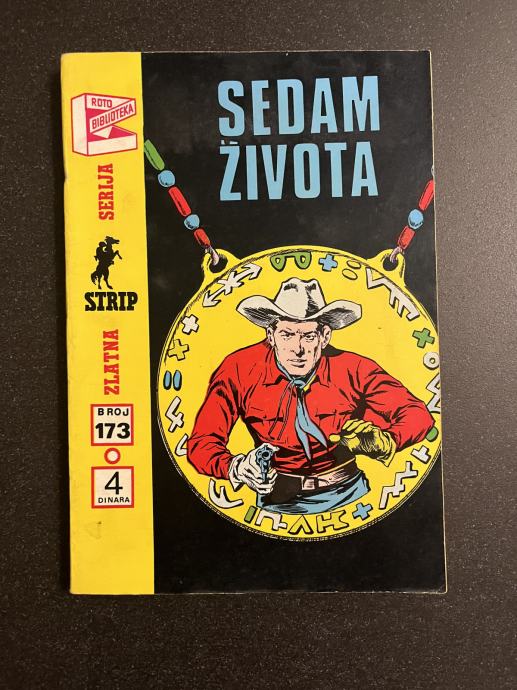 SEDAM
ŽIVOTA
ROTO
BIBLIOTEKA
ZLATNA SERIJA
STRIP
BROJ
173
4
DINARA